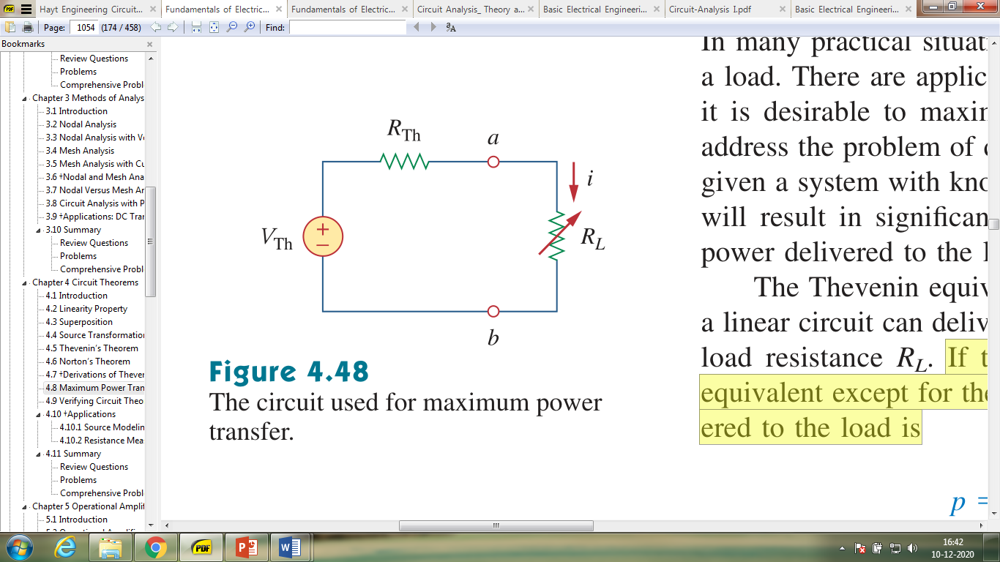 Hayt Engineering Circuit...
Fundamentals of Electric...
Fundamentals of Electric...
Circuit Analysis_ Theory a...
Basic Electrical Engineeri...
Circuit-Analysis I.pdf
Basic Electrical Engineeri...
Page: 1054 (174 / 458)
Find:
Bookmarks
Review Questions
Problems
Comprehensive Probl
Chapter 3 Methods of Analys
3.1 Introduction
3.2 Nodal Analysis
3.3 Nodal Analysis with V
3.4 Mesh Analysis
3.5 Mesh Analysis with Cu
3.6 †Nodal and Mesh Ana
3.7 Nodal Versus Mesh Ar
3.8 Circuit Analysis with P
3.9 †Applications: DC Trar
3.10 Summary
Review Questions
Problems
Comprehensive Probl
Chapter 4 Circuit Theorems
4.1 Introduction
4.2 Linearity Property
4.3 Superposition
4.4 Source Transformation
4.5 Thevenin's Theorem
4.6 Norton's Theorem
4.7 †Derivations of Thever
4.8 Maximum Power Tran
4.9 Verifying Circuit Theo
4.10 †Applications
4.10.1 Source Modelin
4.10.2 Resistance Mea
4.11 Summary
Review Questions
Problems
Comprehensive Probl
Chapter 5 Operational Amplif
5.1 Introduction
R_Th
a
i
V_Th
+
−
R_L
b
Figure 4.48
The circuit used for maximum power
transfer.
In many practical situati
a load. There are applic
it is desirable to maxin
address the problem of
given a system with kno
will result in significan
power delivered to the l
The Thevenin equiv
a linear circuit can deliv
load resistance R_L. If t
equivalent except for the
ered to the load is
p =
PDF
16:42
10-12-2020